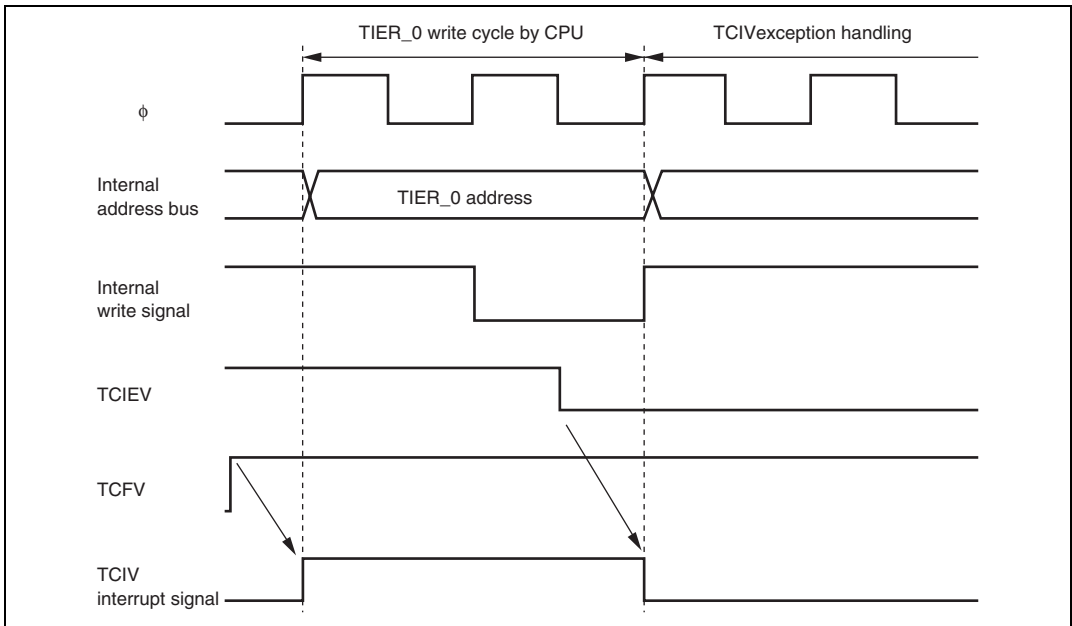 TIER_0 write cycle by CPU
TCIVexception handling
ϕ
Internal
address bus
TIER_0 address
Internal
write signal
TCIEV
TCFV
TCIV
interrupt signal